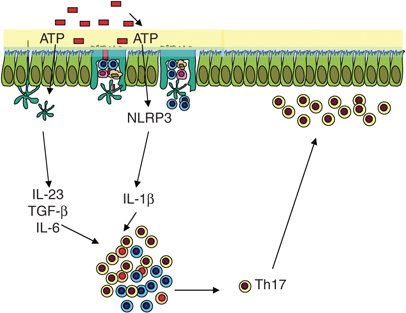 ATP ATP
NLRP3
IL-23
TGF-β
IL-6
IL-1β
Th17